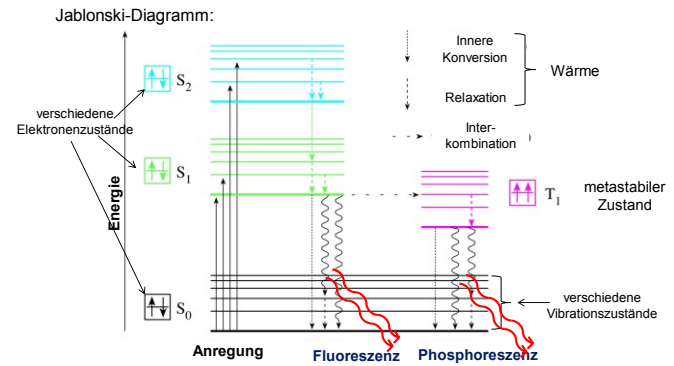 Jablonski-Diagramm:
Innere
Konversion
Wärme
S2
verschiedene
Elektronenzustände
Relaxation
Inter-
kombination
S1
Energie
T1
metastabiler
Zustand
verschiedene
Vibrationszustände
S0
Anregung
Fluoreszenz
Phosphoreszenz